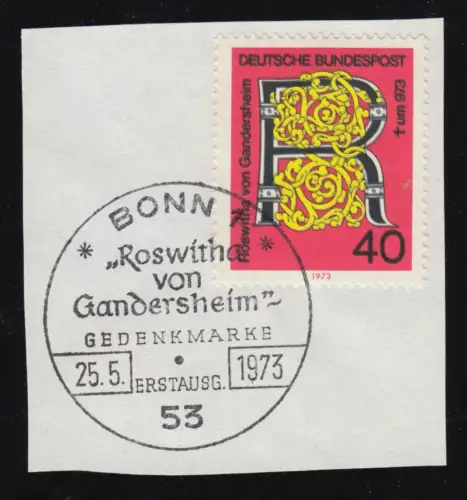 DEUTSCHE BUNDESPOST
Roswitha von Gandersheim
† um 973
R
40
1973
BONN 1
* „Roswitha *
von
Gandersheim"~
GEDENKMARKE
25.5. • 1973
ERSTAUSG.
53